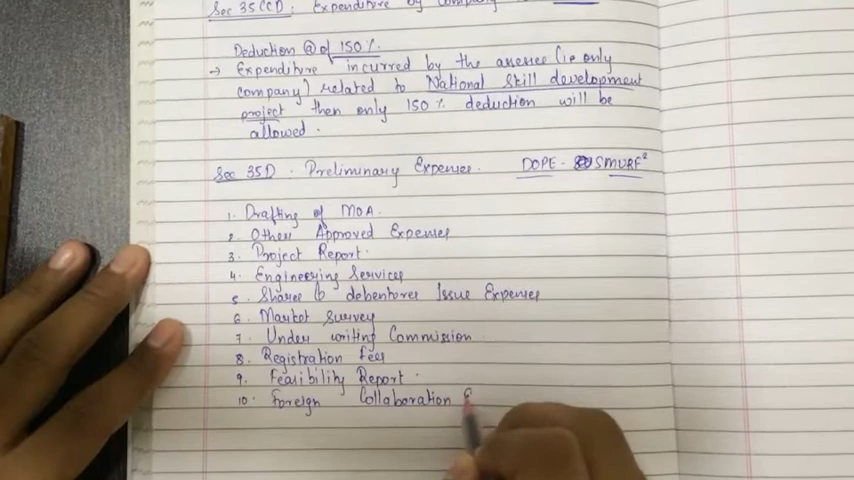 Sec 35CCD: Expenditure by Company
Deduction @ of 150%.
→ Expenditure incurred by the assesee (ie only
company) related to National Skill development
project then only 150% deduction will be
allowed.
Sec 35D. Preliminary Expenses. DOPE - SMURF²
1. Drafting of MOA.
2. Other Approved Expenses
3. Project Report.
4. Engineering Services
5. Shares & debentures Issue Expenses
6. Market Survey
7. Under writing Commission
8. Registration Fees
9. Feasibility Report.
10. Foreign Collaboration